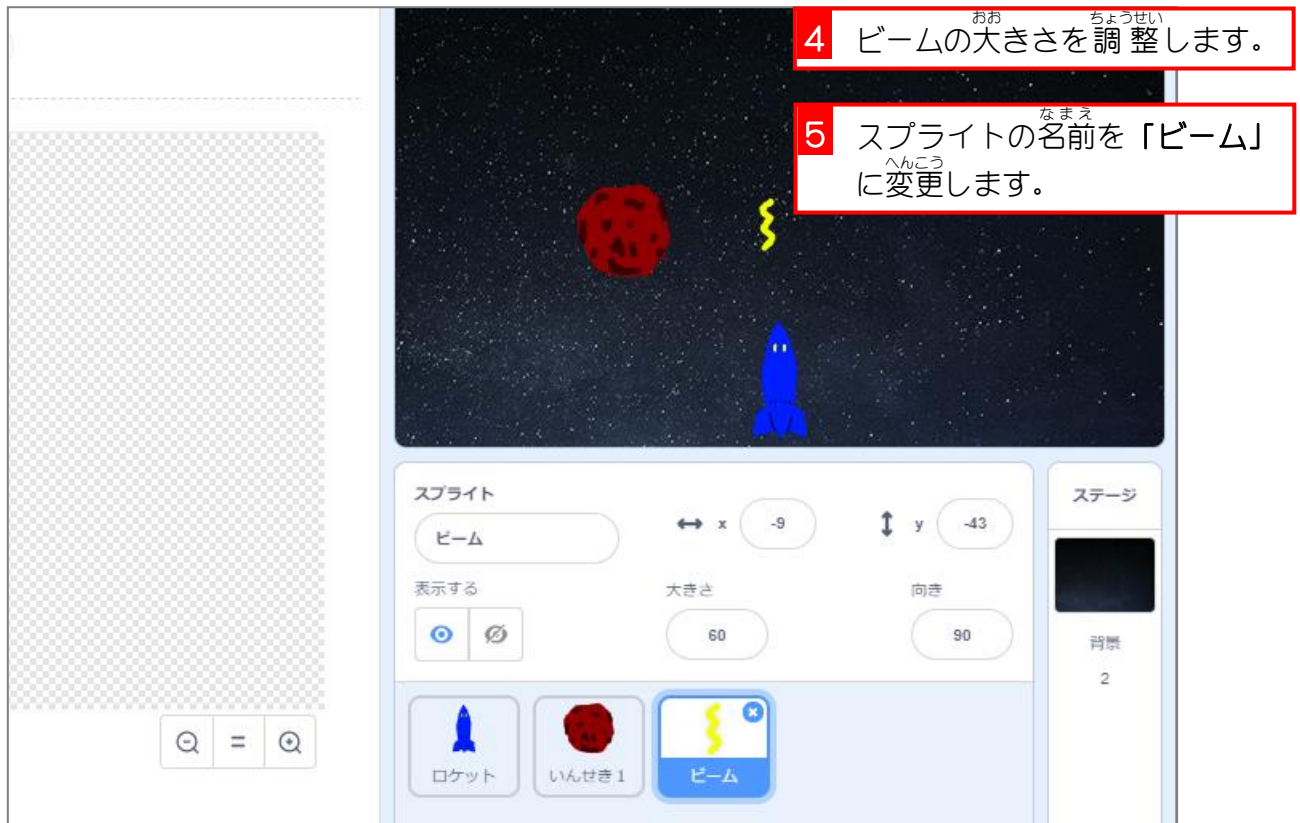 4 ビームの大きさを調整します。
おお ちょうせい
5 スプライトの名前を「ビーム」
なまえ
に変更します。
へんこう
スプライト
ビーム
x -9
y -43
表示する
大きさ
60
向き
90
ステージ
背景
2
ロケット
いんせき1
ビーム